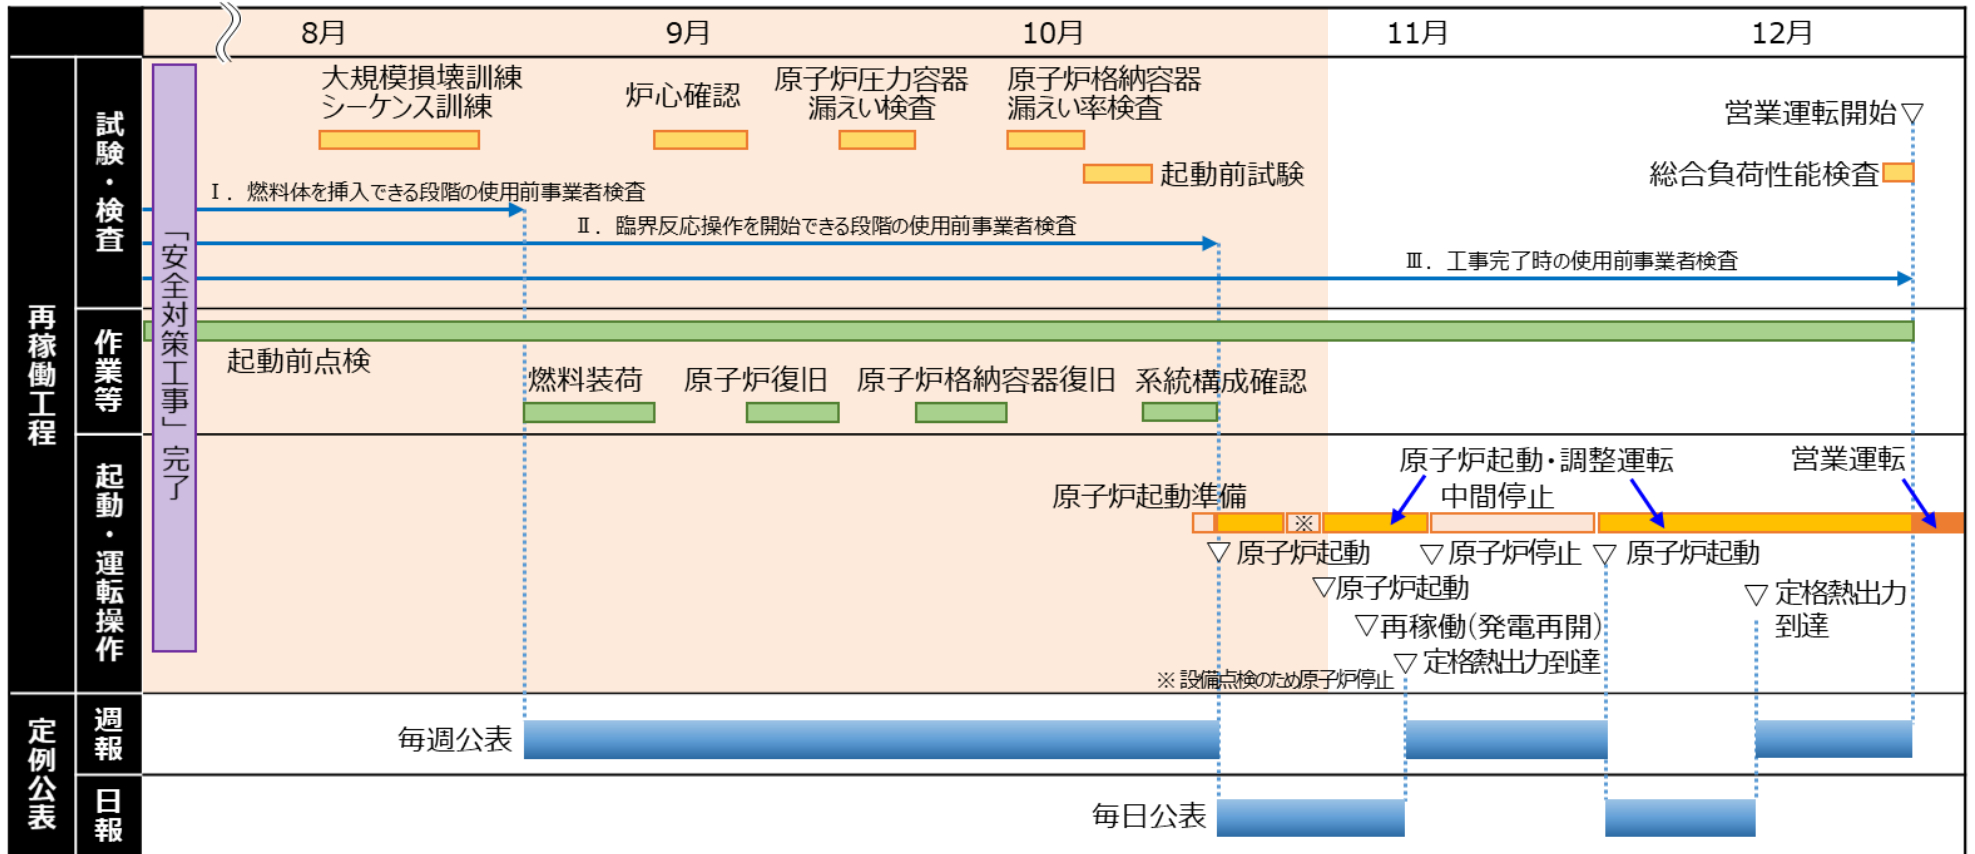 8月
9月
10月
11月
12月
再稼働工程
試験・検査
大規模損壊訓練
シーケンス訓練
炉心確認
原子炉圧力容器
漏えい検査
原子炉格納容器
漏えい率検査
起動前試験
営業運転開始▽
総合負荷性能検査
Ⅰ．燃料体を挿入できる段階の使用前事業者検査
Ⅱ．臨界反応操作を開始できる段階の使用前事業者検査
Ⅲ．工事完了時の使用前事業者検査
「安全対策工事」完了
作業等
起動前点検
燃料装荷
原子炉復旧
原子炉格納容器復旧
系統構成確認
起動・運転操作
原子炉起動・調整運転
営業運転
原子炉起動準備
中間停止
※
▽原子炉起動
▽原子炉停止
▽原子炉起動
▽原子炉起動
▽定格熱出力
到達
▽再稼働(発電再開)
▽定格熱出力到達
※設備点検のため原子炉停止
定例公表
週報
毎週公表
日報
毎日公表